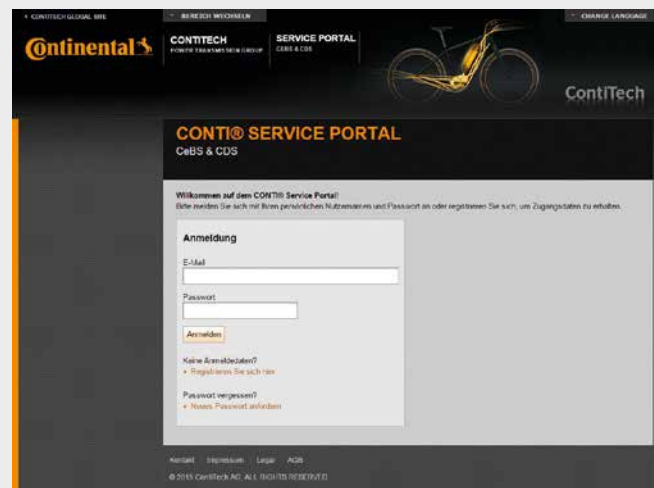 CONTITECH GLOBAL SITE
BEREICH WECHSELN
CHANGE LANGUAGE
Continental
CONTITECH
POWER TRANSMISSION GROUP
SERVICE PORTAL
CEBS & CDS
ContiTech
CONTI® SERVICE PORTAL
CeBS & CDS
Willkommen auf dem CONTI® Service Portal!
Bitte melden Sie sich mit Ihren persönlichen Nutzernamen und Passwort an oder registrieren Sie sich, um Zugangsdaten zu erhalten.
Anmeldung
E-Mail
Passwort
Anmelden
Keine Anmeldedaten?
Registrieren Sie sich hier
Passwort vergessen?
Neues Passwort anfordern
Kontakt Impressum Legal AGB
© 2015 ContiTech AG, ALL RIGHTS RESERVED